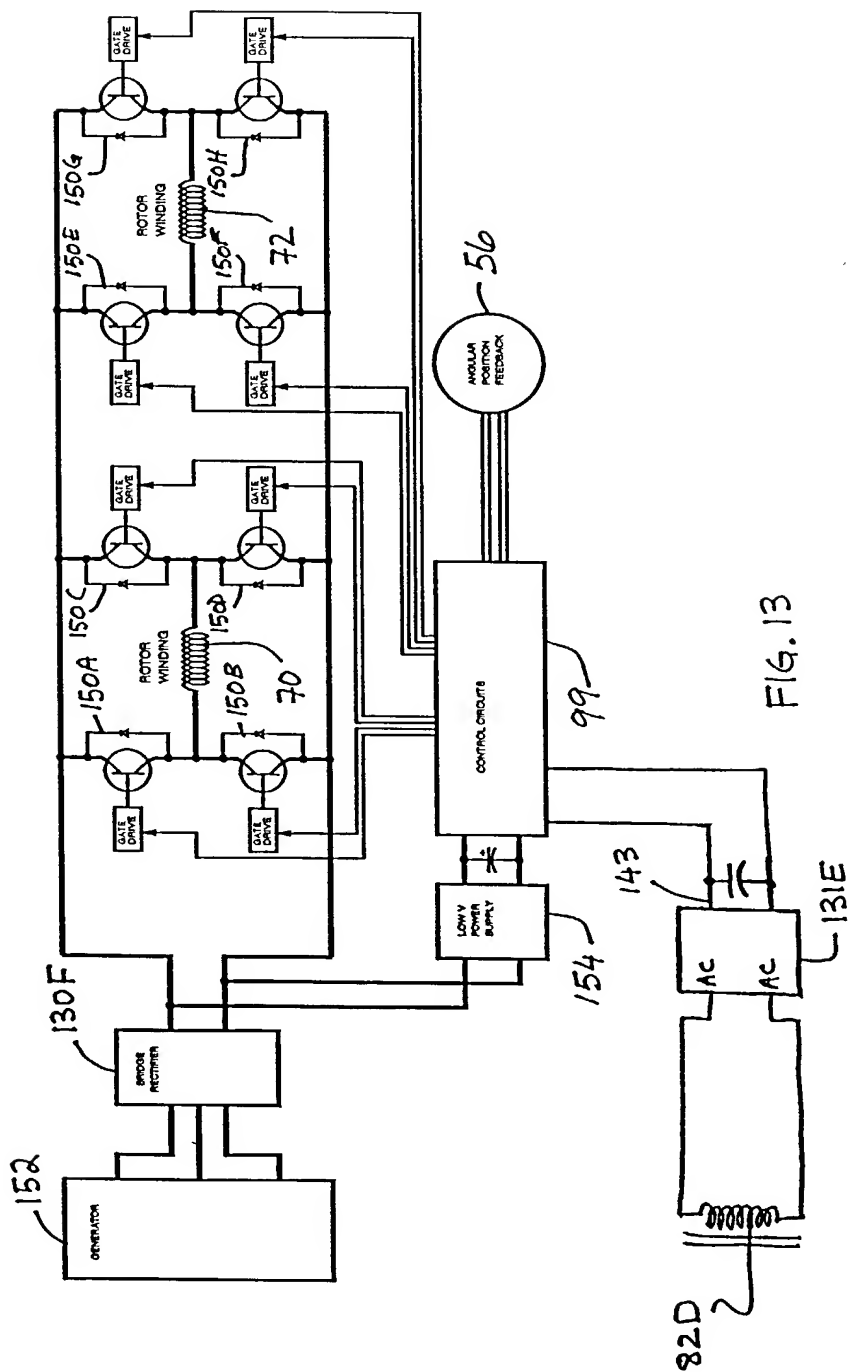 152
GENERATOR
130F
BRIDGE
RECTIFIER
150A
GATE
DRIVE
150B
GATE
DRIVE
ROTOR
WINDING
70
150C
GATE
DRIVE
150D
GATE
DRIVE
150E
GATE
DRIVE
150F
GATE
DRIVE
ROTOR
WINDING
72
150G
GATE
DRIVE
150H
GATE
DRIVE
LOW V
POWER
SUPPLY
154
+
CONTROL CIRCUITS
99
ANGULAR
POSITION
FEEDBACK
56
82D
AC
AC
143
131E
FIG. 13